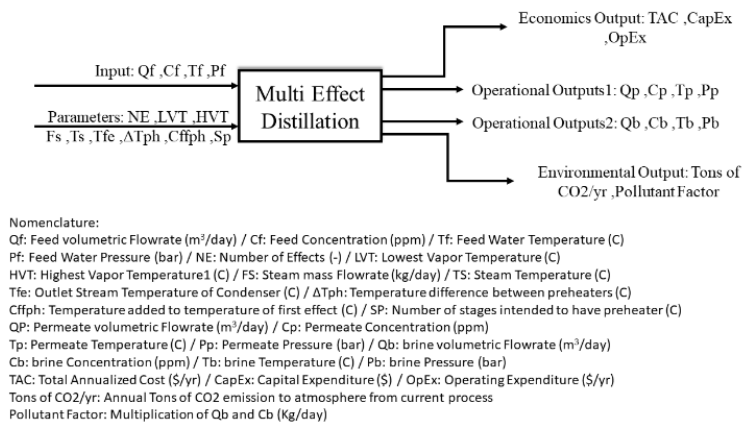 Economics Output: TAC ,CapEx
,OpEx
Input: Qf ,Cf ,Tf ,Pf
Multi Effect
Distillation
Operational Outputs1: Qp ,Cp ,Tp ,Pp
Parameters: NE ,LVT ,HVT
Operational Outputs2: Qb ,Cb ,Tb ,Pb
Fs ,Ts ,Tfe ,ΔTph ,Cffph ,Sp
Environmental Output: Tons of
CO2/yr ,Pollutant Factor
Nomenclature:
Qf: Feed volumetric Flowrate (m³/day) / Cf: Feed Concentration (ppm) / Tf: Feed Water Temperature (C)
Pf: Feed Water Pressure (bar) / NE: Number of Effects (-) / LVT: Lowest Vapor Temperature (C)
HVT: Highest Vapor Temperature1 (C) / FS: Steam mass Flowrate (kg/day) / TS: Steam Temperature (C)
Tfe: Outlet Stream Temperature of Condenser (C) / ΔTph: Temperature difference between preheaters (C)
Cffph: Temperature added to temperature of first effect (C) / SP: Number of stages intended to have preheater (C)
QP: Permeate volumetric Flowrate (m³/day) / Cp: Permeate Concentration (ppm)
Tp: Permeate Temperature (C) / Pp: Permeate Pressure (bar) / Qb: brine volumetric Flowrate (m³/day)
Cb: brine Concentration (ppm) / Tb: brine Temperature (C) / Pb: brine Pressure (bar)
TAC: Total Annualized Cost ($/yr) / CapEx: Capital Expenditure ($) / OpEx: Operating Expenditure ($/yr)
Tons of CO2/yr: Annual Tons of CO2 emission to atmosphere from current process
Pollutant Factor: Multiplication of Qb and Cb (Kg/day)